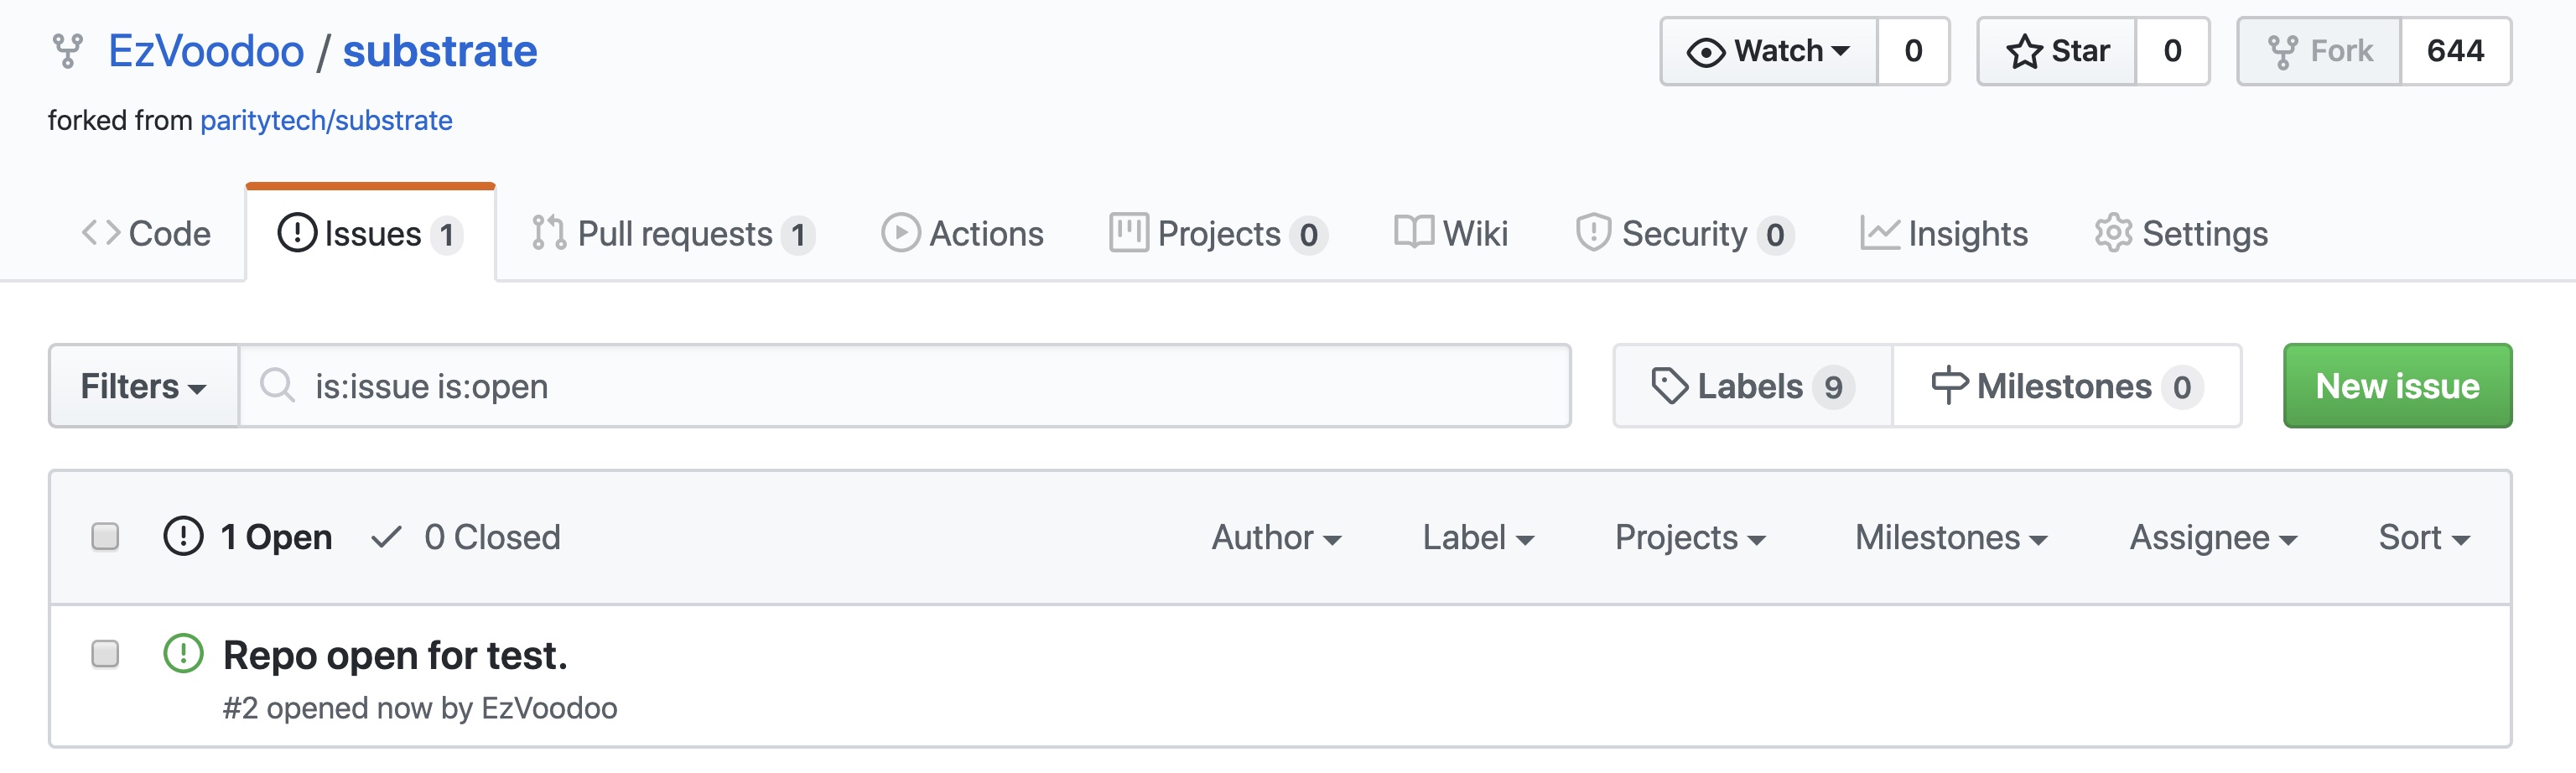 EzVoodoo / substrate
Watch 0 Star 0 Fork 644
forked from paritytech/substrate
Code Issues 1 Pull requests 1 Actions Projects 0 Wiki Security 0 Insights Settings
Filters is:issue is:open Labels 9 Milestones 0 New issue
1 Open 0 Closed Author Label Projects Milestones Assignee Sort
Repo open for test.
#2 opened now by EzVoodoo